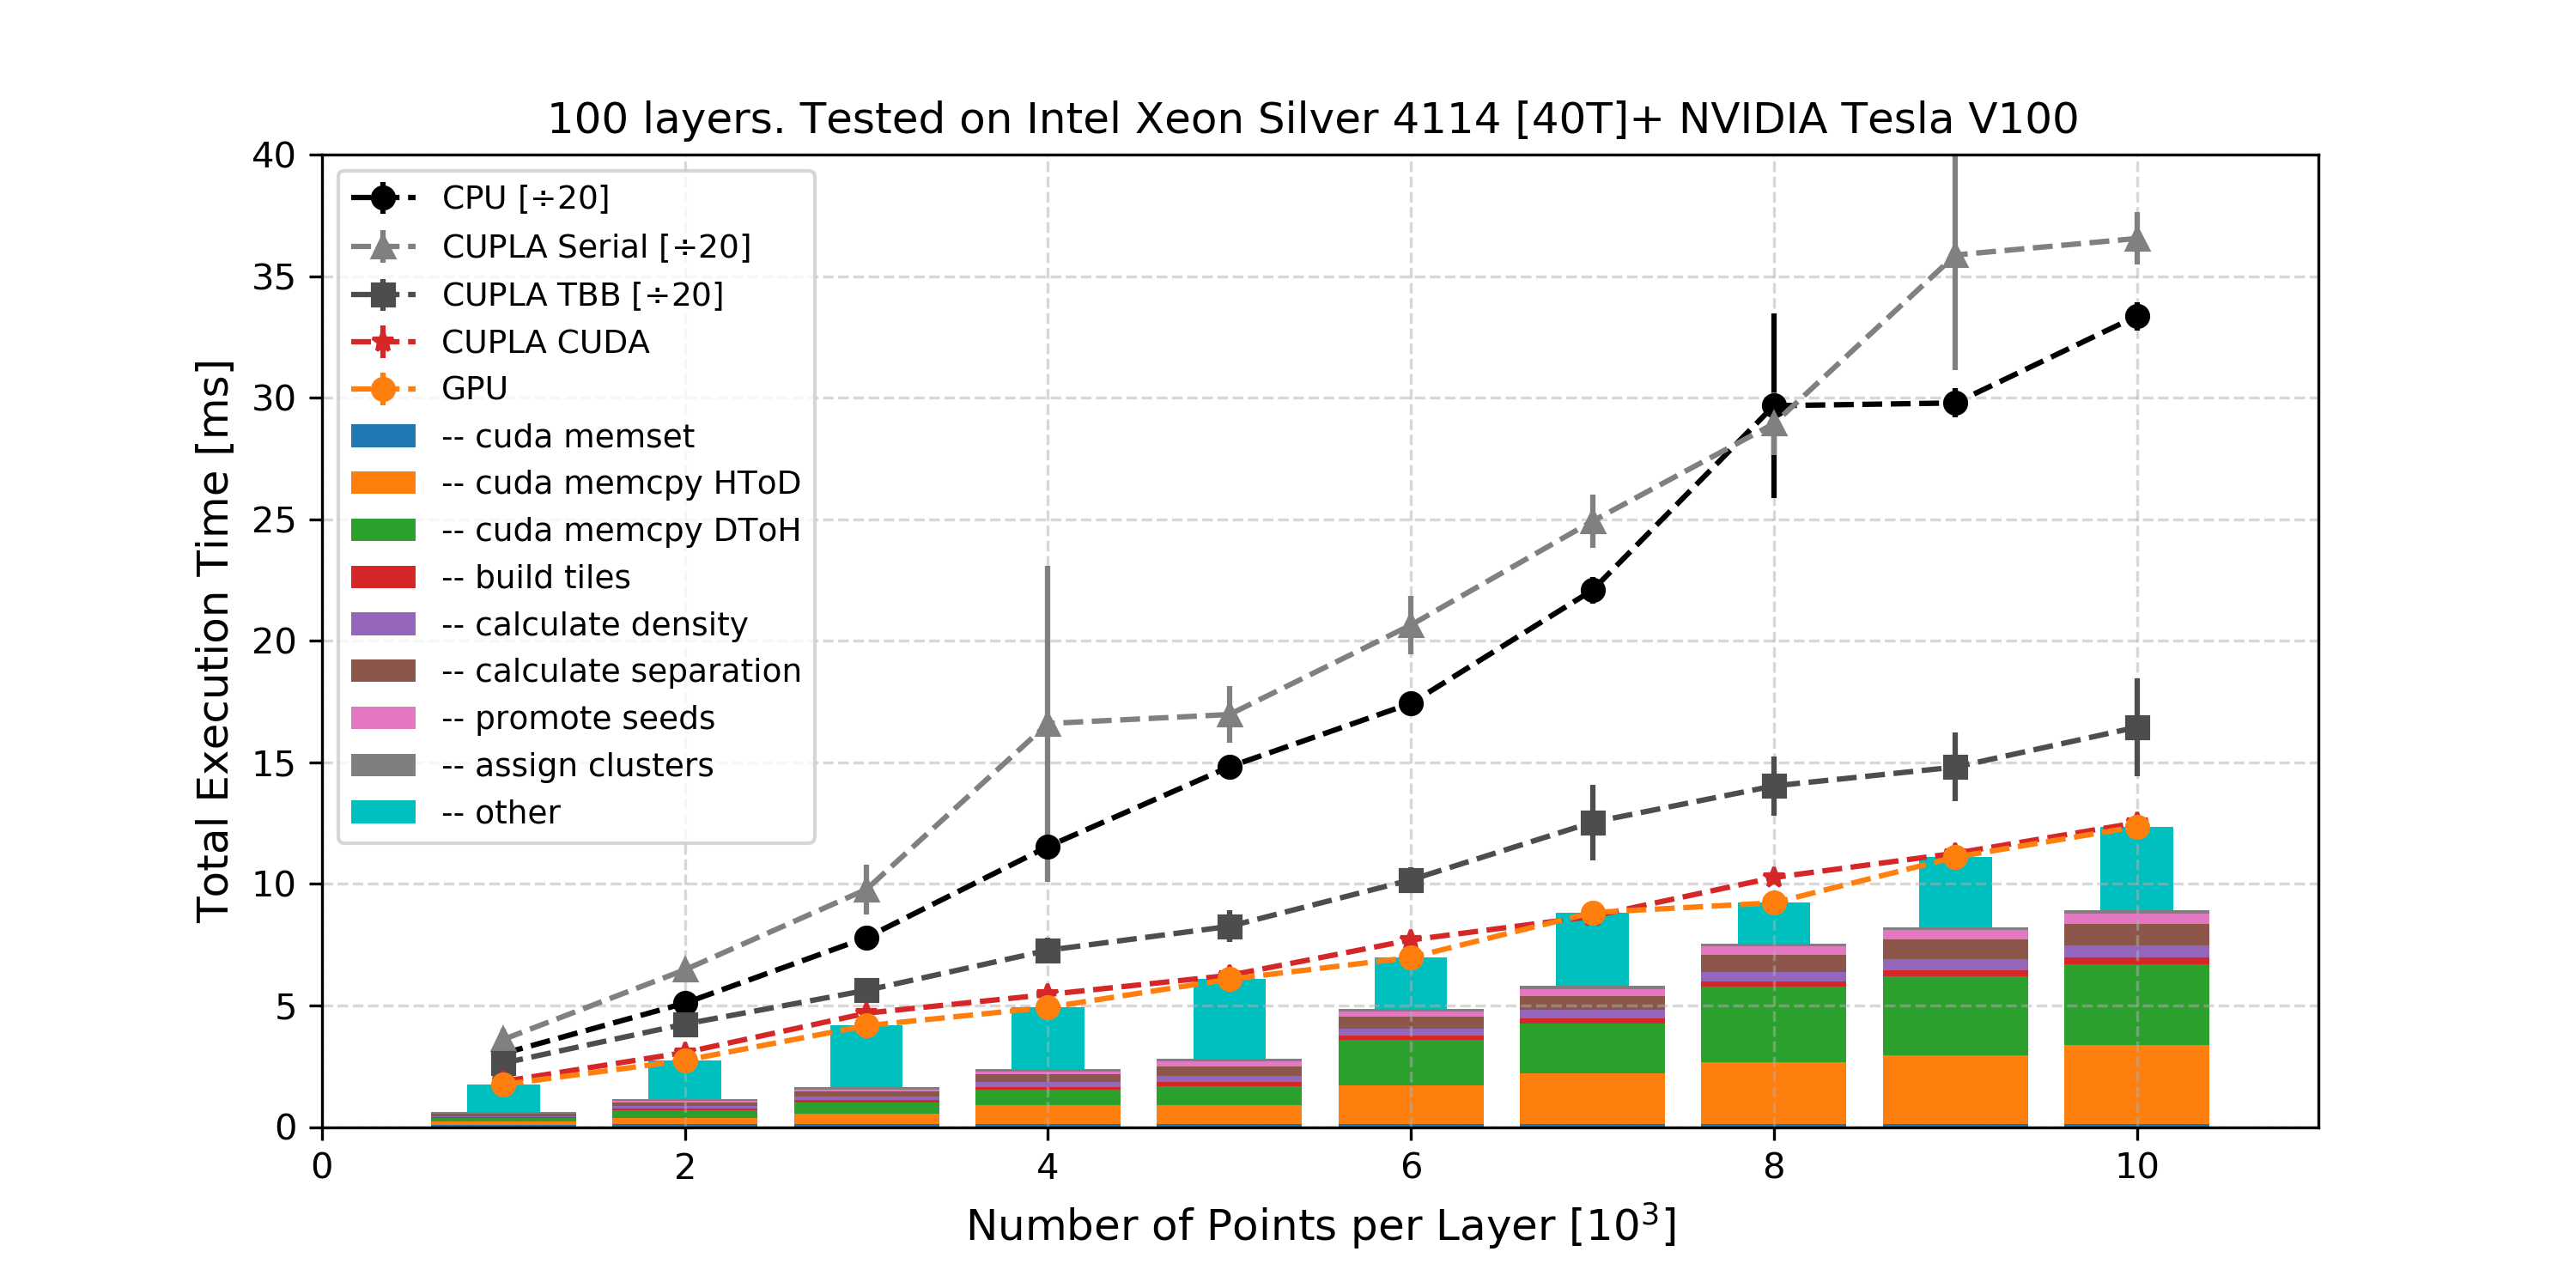 100 layers. Tested on Intel Xeon Silver 4114 [40T]+ NVIDIA Tesla V100
Total Execution Time [ms]
40
35
30
25
20
15
10
5
0
CPU [÷20]
CUPLA Serial [÷20]
CUPLA TBB [÷20]
CUPLA CUDA
GPU
-- cuda memset
-- cuda memcpy HToD
-- cuda memcpy DToH
-- build tiles
-- calculate density
-- calculate separation
-- promote seeds
-- assign clusters
-- other
0 2 4 6 8 10
Number of Points per Layer [10³]